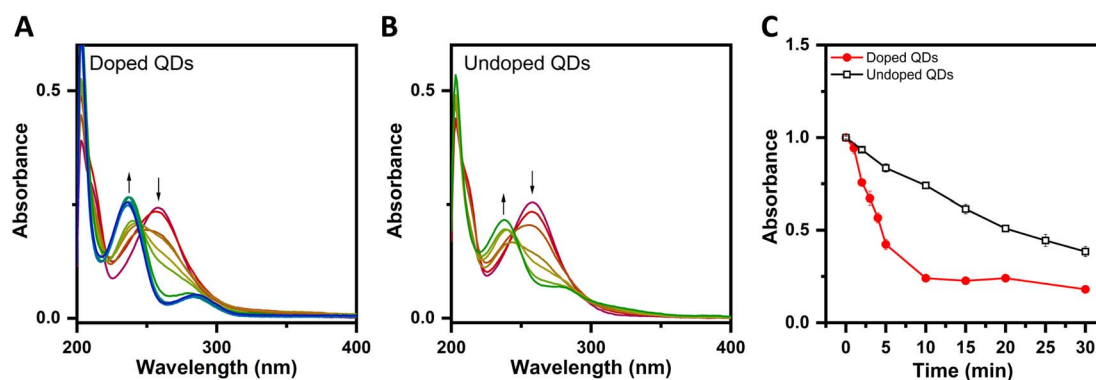 A
Doped QDs
0.5
0.0
200
300
400
Absorbance
Wavelength (nm)
B
Undoped QDs
0.5
0.0
200
300
400
Absorbance
Wavelength (nm)
C
Doped QDs
Undoped QDs
1.5
1.0
0.5
0.0
0
5
10
15
20
25
30
Absorbance
Time (min)